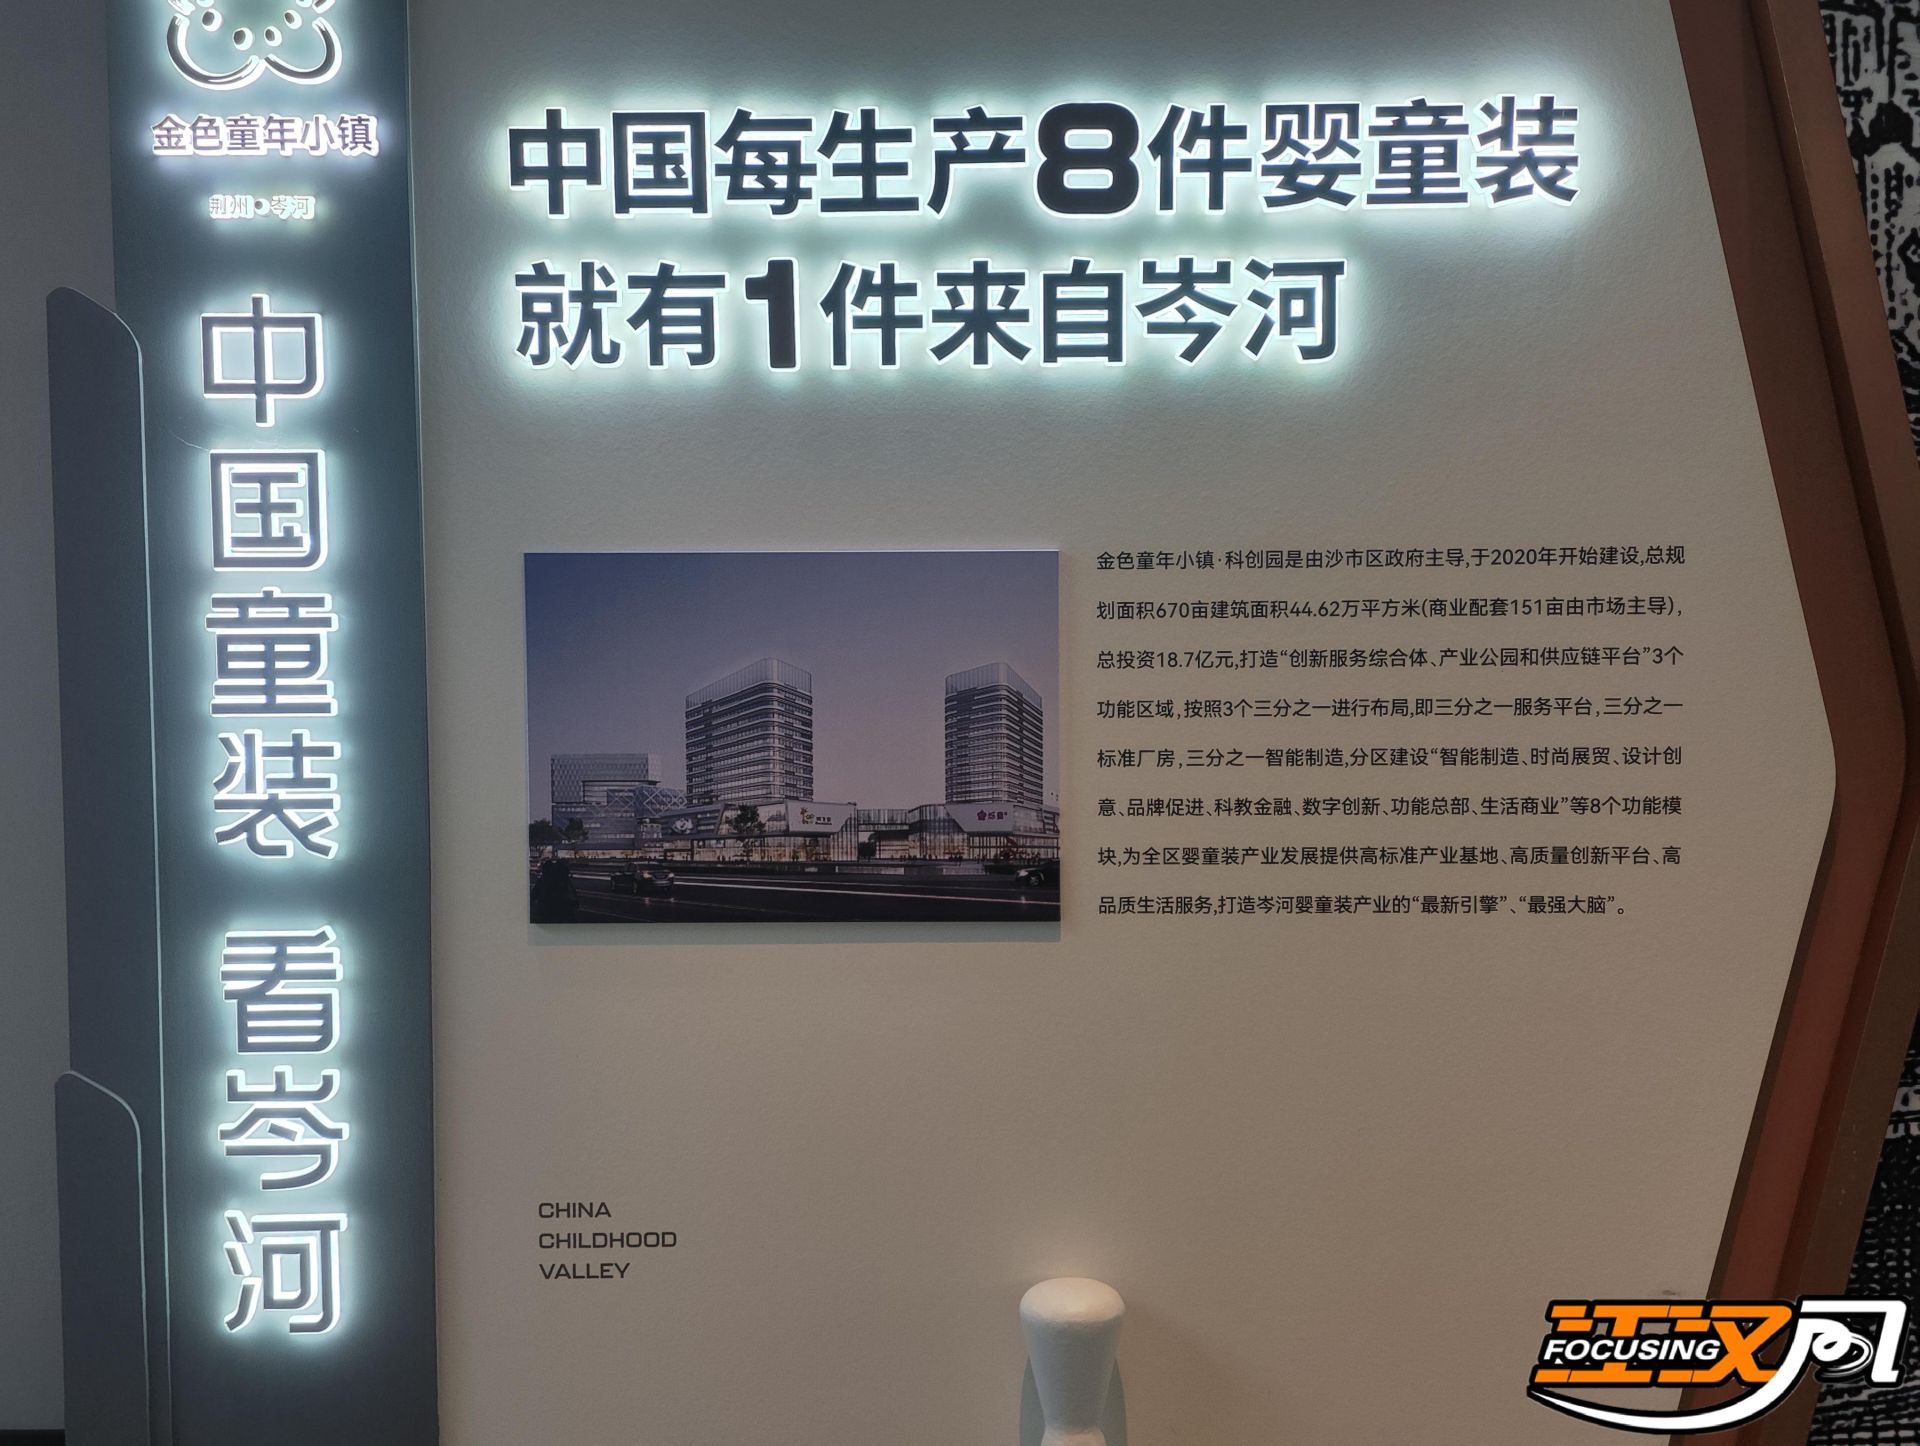 金色童年小镇
荆州·岑河
中国童装 看岑河
中国每生产8件婴童装
就有1件来自岑河
金色童年小镇·科创园是由沙市区政府主导,于2020年开始建设,总规
划面积670亩建筑面积44.62万平方米(商业配套151亩由市场主导),
总投资18.7亿元,打造“创新服务综合体、产业公园和供应链平台”3个
功能区域,按照3个三分之一进行布局,即三分之一服务平台,三分之一
标准厂房,三分之一智能制造,分区建设“智能制造、时尚展贸、设计创
意、品牌促进、科教金融、数字创新、功能总部、生活商业”等8个功能模
块,为全区婴童装产业发展提供高标准产业基地、高质量创新平台、高
品质生活服务,打造岑河婴童装产业的“最新引擎”、“最强大脑”。
CHINA
CHILDHOOD
VALLEY
江汉风
FOCUSING